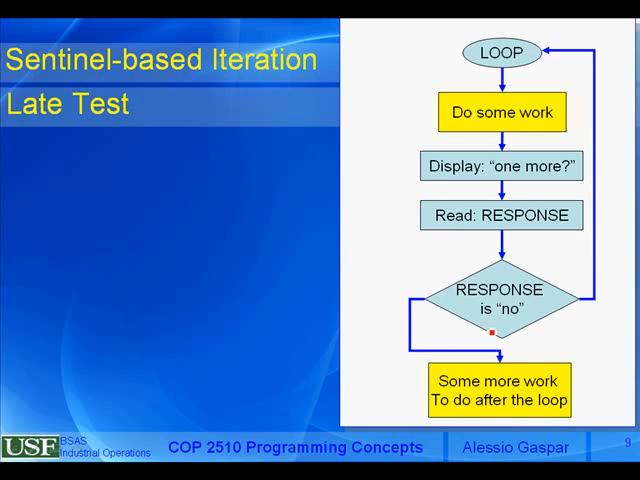 Sentinel-based Iteration
Late Test
LOOP
Do some work
Display: “one more?”
Read: RESPONSE
RESPONSE
is “no”
Some more work
To do after the loop
USF
BSAS
Industrial Operations
COP 2510 Programming Concepts
Alessio Gaspar
9